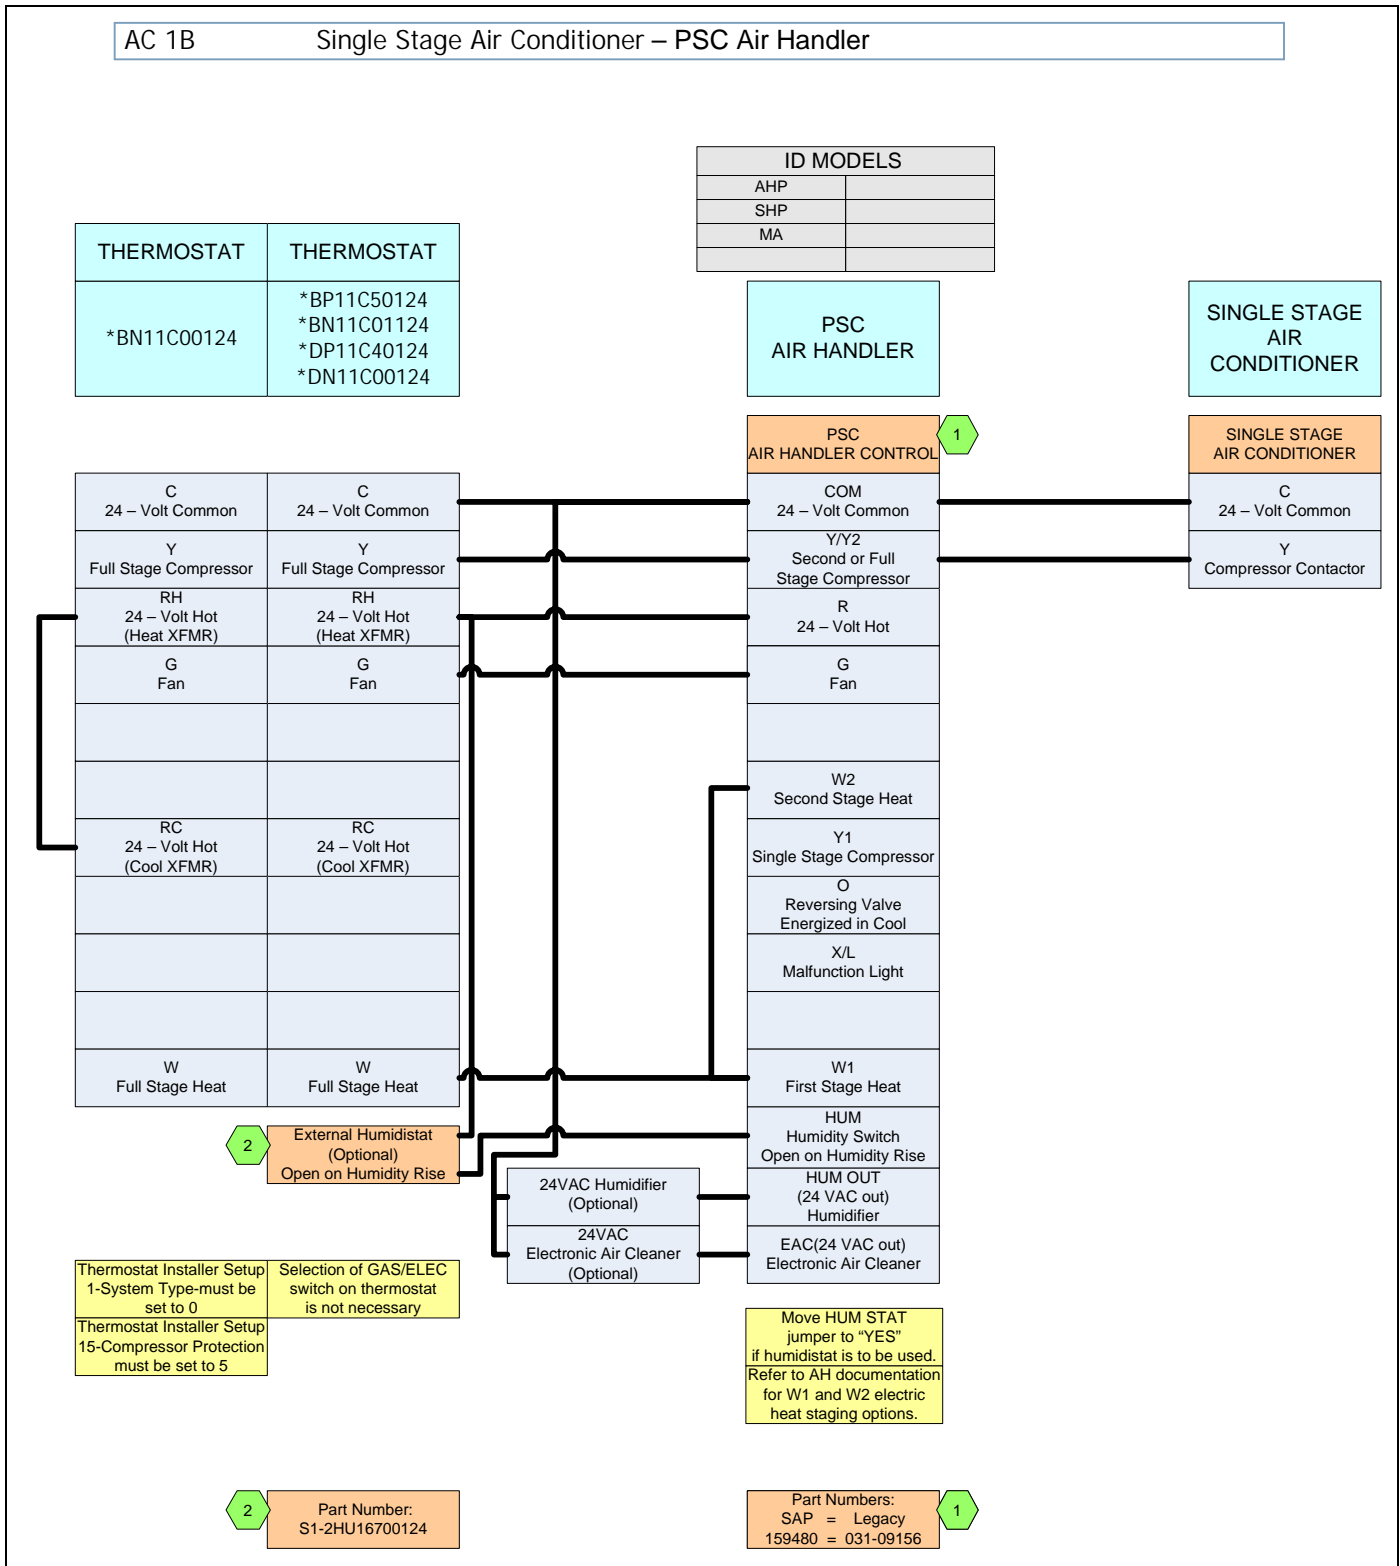 AC 1B Single Stage Air Conditioner – PSC Air Handler
ID MODELS
AHP
SHP
MA
THERMOSTAT
*BN11C00124
THERMOSTAT
*BP11C50124
*BN11C01124
*DP11C40124
*DN11C00124
PSC
AIR HANDLER
SINGLE STAGE
AIR
CONDITIONER
PSC
AIR HANDLER CONTROL
1
SINGLE STAGE
AIR CONDITIONER
C
24 – Volt Common
Y
Full Stage Compressor
RH
24 – Volt Hot
(Heat XFMR)
G
Fan
RC
24 – Volt Hot
(Cool XFMR)
W
Full Stage Heat
C
24 – Volt Common
Y
Full Stage Compressor
RH
24 – Volt Hot
(Heat XFMR)
G
Fan
RC
24 – Volt Hot
(Cool XFMR)
W
Full Stage Heat
2
External Humidistat
(Optional)
Open on Humidity Rise
COM
24 – Volt Common
Y/Y2
Second or Full
Stage Compressor
R
24 – Volt Hot
G
Fan
W2
Second Stage Heat
Y1
Single Stage Compressor
O
Reversing Valve
Energized in Cool
X/L
Malfunction Light
W1
First Stage Heat
HUM
Humidity Switch
Open on Humidity Rise
HUM OUT
(24 VAC out)
Humidifier
EAC(24 VAC out)
Electronic Air Cleaner
C
24 – Volt Common
Y
Compressor Contactor
24VAC Humidifier
(Optional)
24VAC
Electronic Air Cleaner
(Optional)
Thermostat Installer Setup
1-System Type-must be
set to 0
Thermostat Installer Setup
15-Compressor Protection
must be set to 5
Selection of GAS/ELEC
switch on thermostat
is not necessary
Move HUM STAT
jumper to “YES”
if humidistat is to be used.
Refer to AH documentation
for W1 and W2 electric
heat staging options.
2
Part Number:
S1-2HU16700124
Part Numbers:
SAP = Legacy
159480 = 031-09156
1